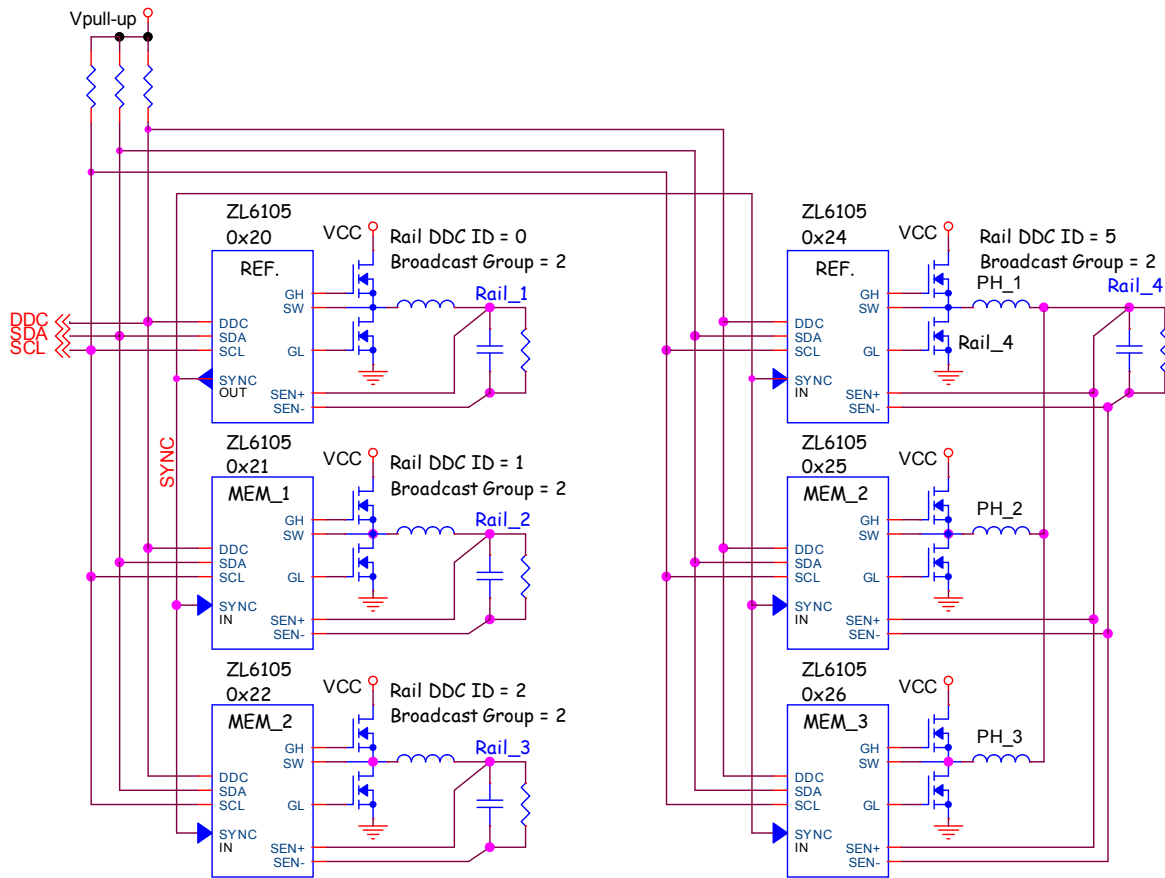 Vpull-up
DDC
SDA
SCL
SYNC
ZL6105
0x20
REF.
DDC
SDA
SCL
SYNC
OUT
GH
SW
GL
SEN+
SEN-
VCC
Rail DDC ID = 0
Broadcast Group = 2
Rail_1
ZL6105
0x21
MEM_1
DDC
SDA
SCL
SYNC
IN
GH
SW
GL
SEN+
SEN-
VCC
Rail DDC ID = 1
Broadcast Group = 2
Rail_2
ZL6105
0x22
MEM_2
DDC
SDA
SCL
SYNC
IN
GH
SW
GL
SEN+
SEN-
VCC
Rail DDC ID = 2
Broadcast Group = 2
Rail_3
ZL6105
0x24
REF.
DDC
SDA
SCL
SYNC
IN
GH
SW
GL
SEN+
SEN-
VCC
Rail DDC ID = 5
Broadcast Group = 2
PH_1
Rail_4
Rail_4
ZL6105
0x25
MEM_2
DDC
SDA
SCL
SYNC
IN
GH
SW
GL
SEN+
SEN-
VCC
PH_2
ZL6105
0x26
MEM_3
DDC
SDA
SCL
SYNC
IN
GH
SW
GL
SEN+
SEN-
VCC
PH_3